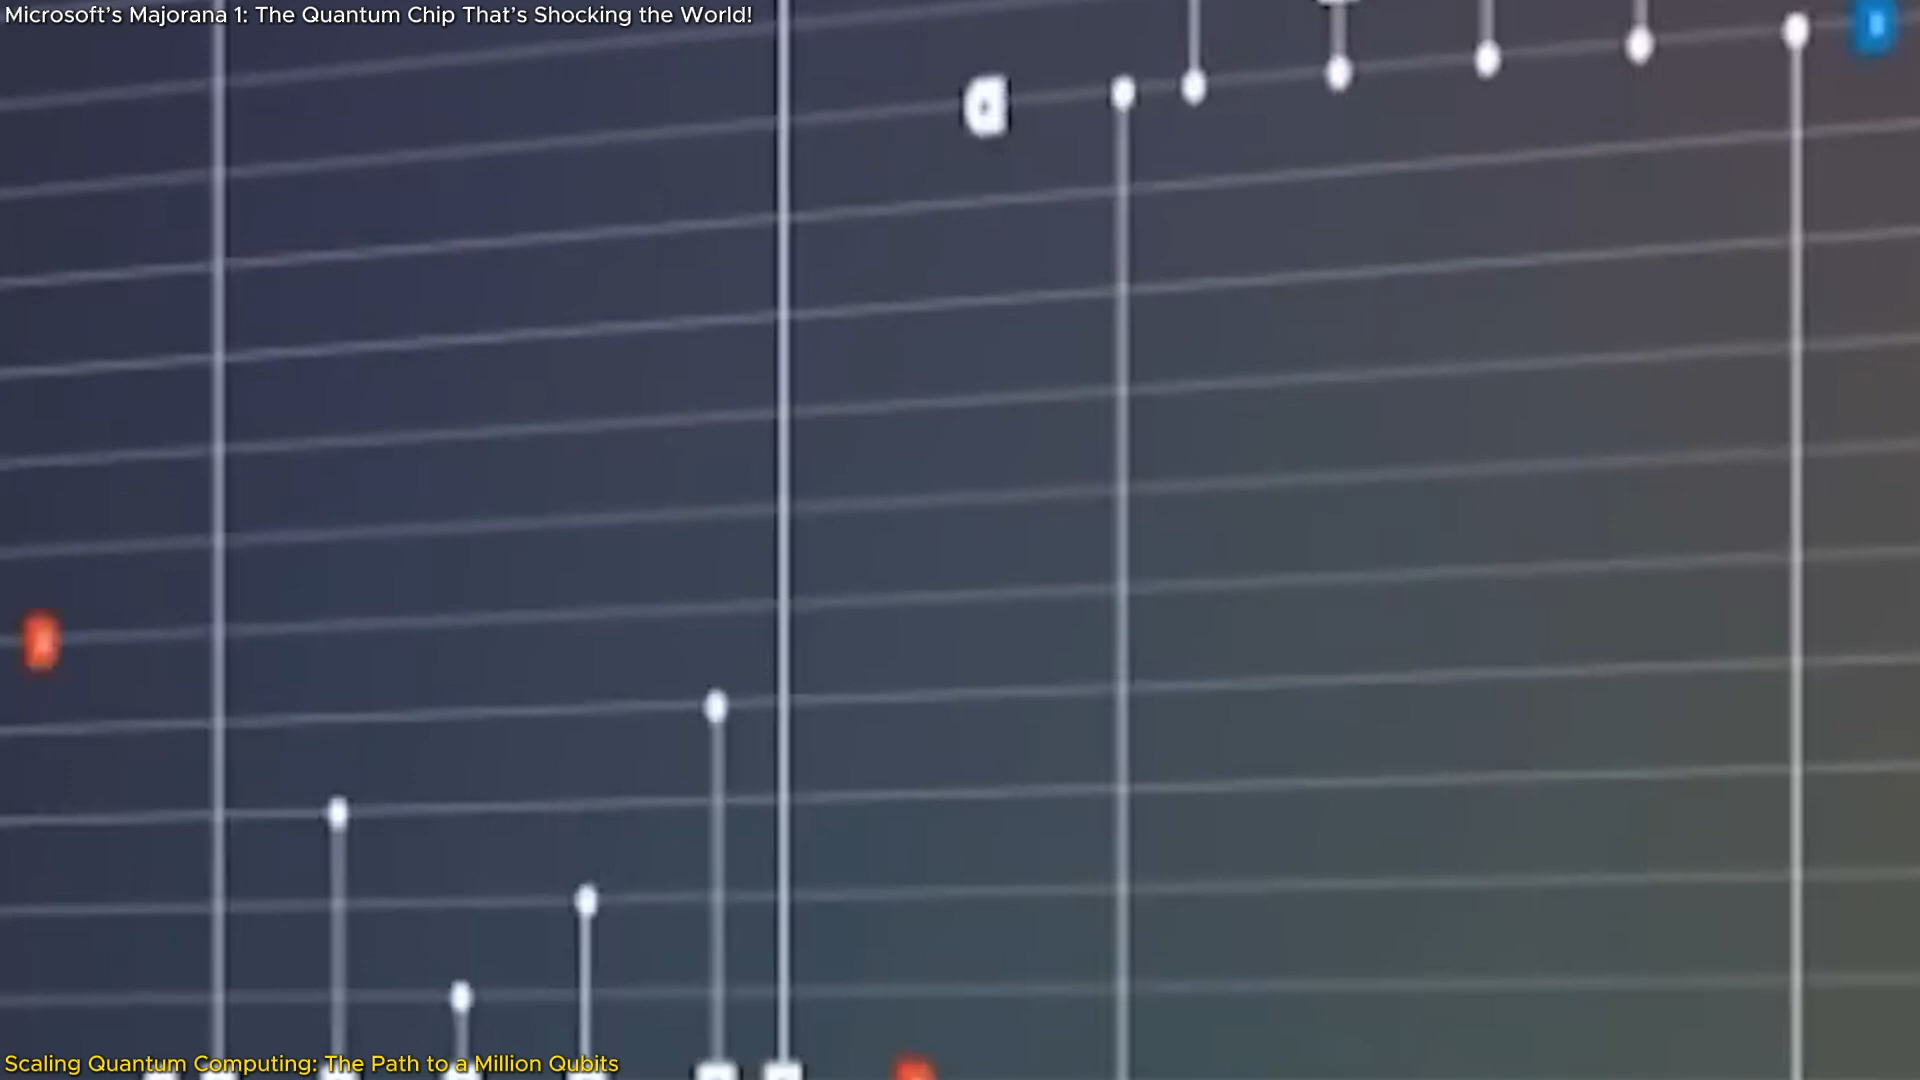 Microsoft’s Majorana 1: The Quantum Chip That’s Shocking the World!
Scaling Quantum Computing: The Path to a Million Qubits